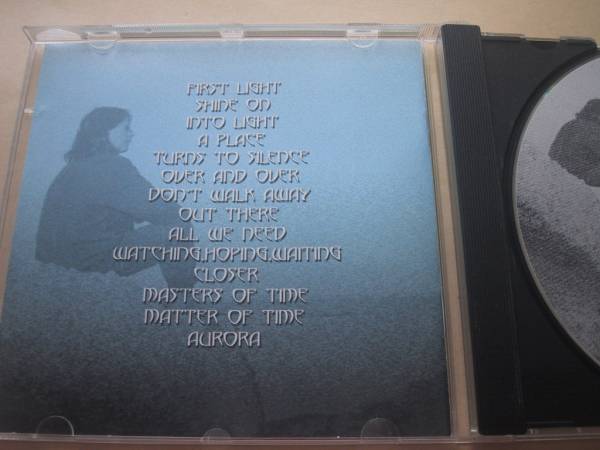 FIRST LIGHT
SHINE ON
INTO LIGHT
A PLACE
TURNS TO SILENCE
OVER AND OVER
DON'T WALK AWAY
OUT THERE
ALL WE NEED
WATCHING,HOPING,WAITING
CLOSER
MASTERS OF TIME
MATTER OF TIME
AURORA